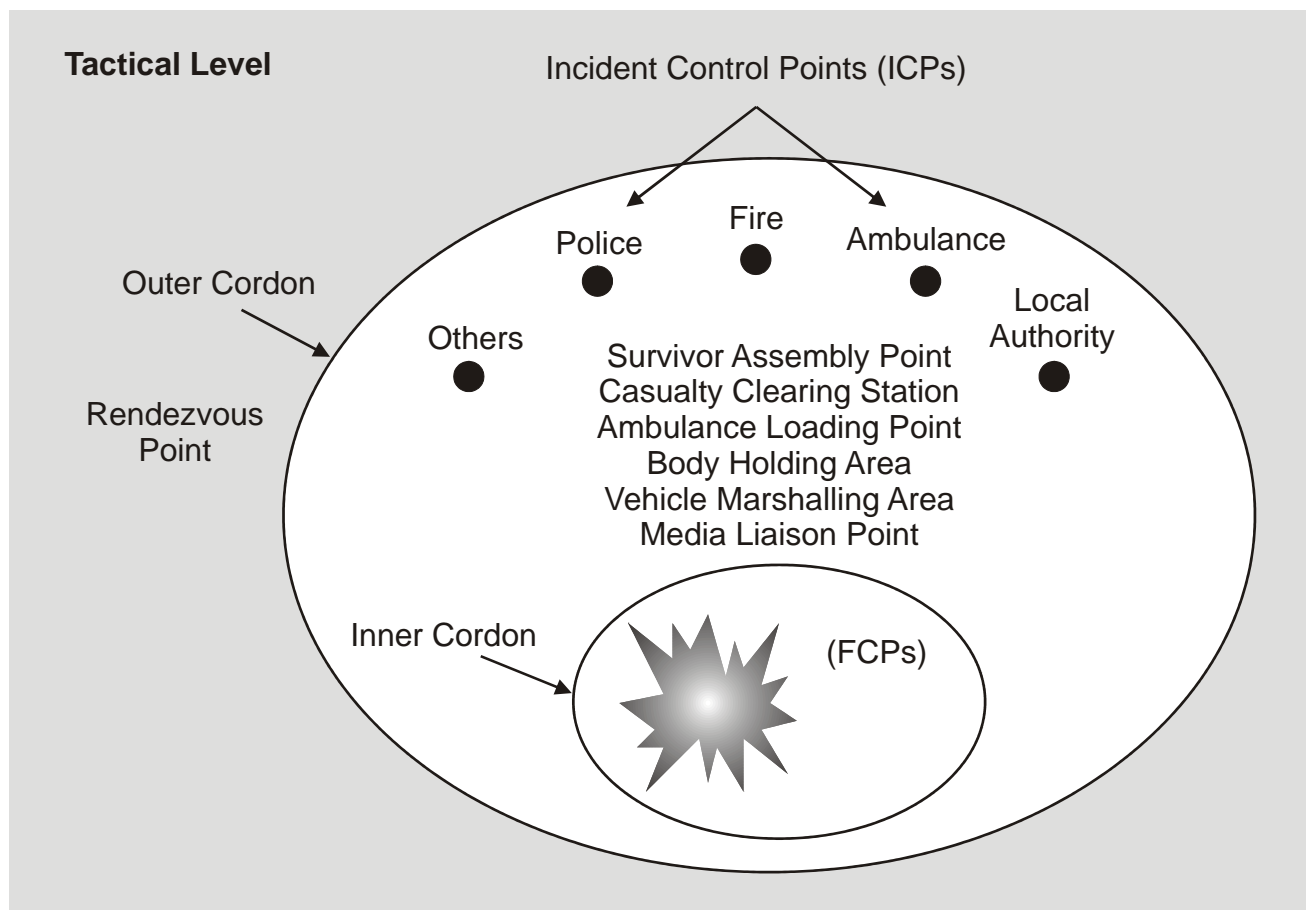 Tactical Level
Incident Control Points (ICPs)
Fire
Police
Ambulance
Outer Cordon
Local
Authority
Others
Survivor Assembly Point
Casualty Clearing Station
Ambulance Loading Point
Body Holding Area
Vehicle Marshalling Area
Media Liaison Point
Rendezvous
Point
Inner Cordon
(FCPs)